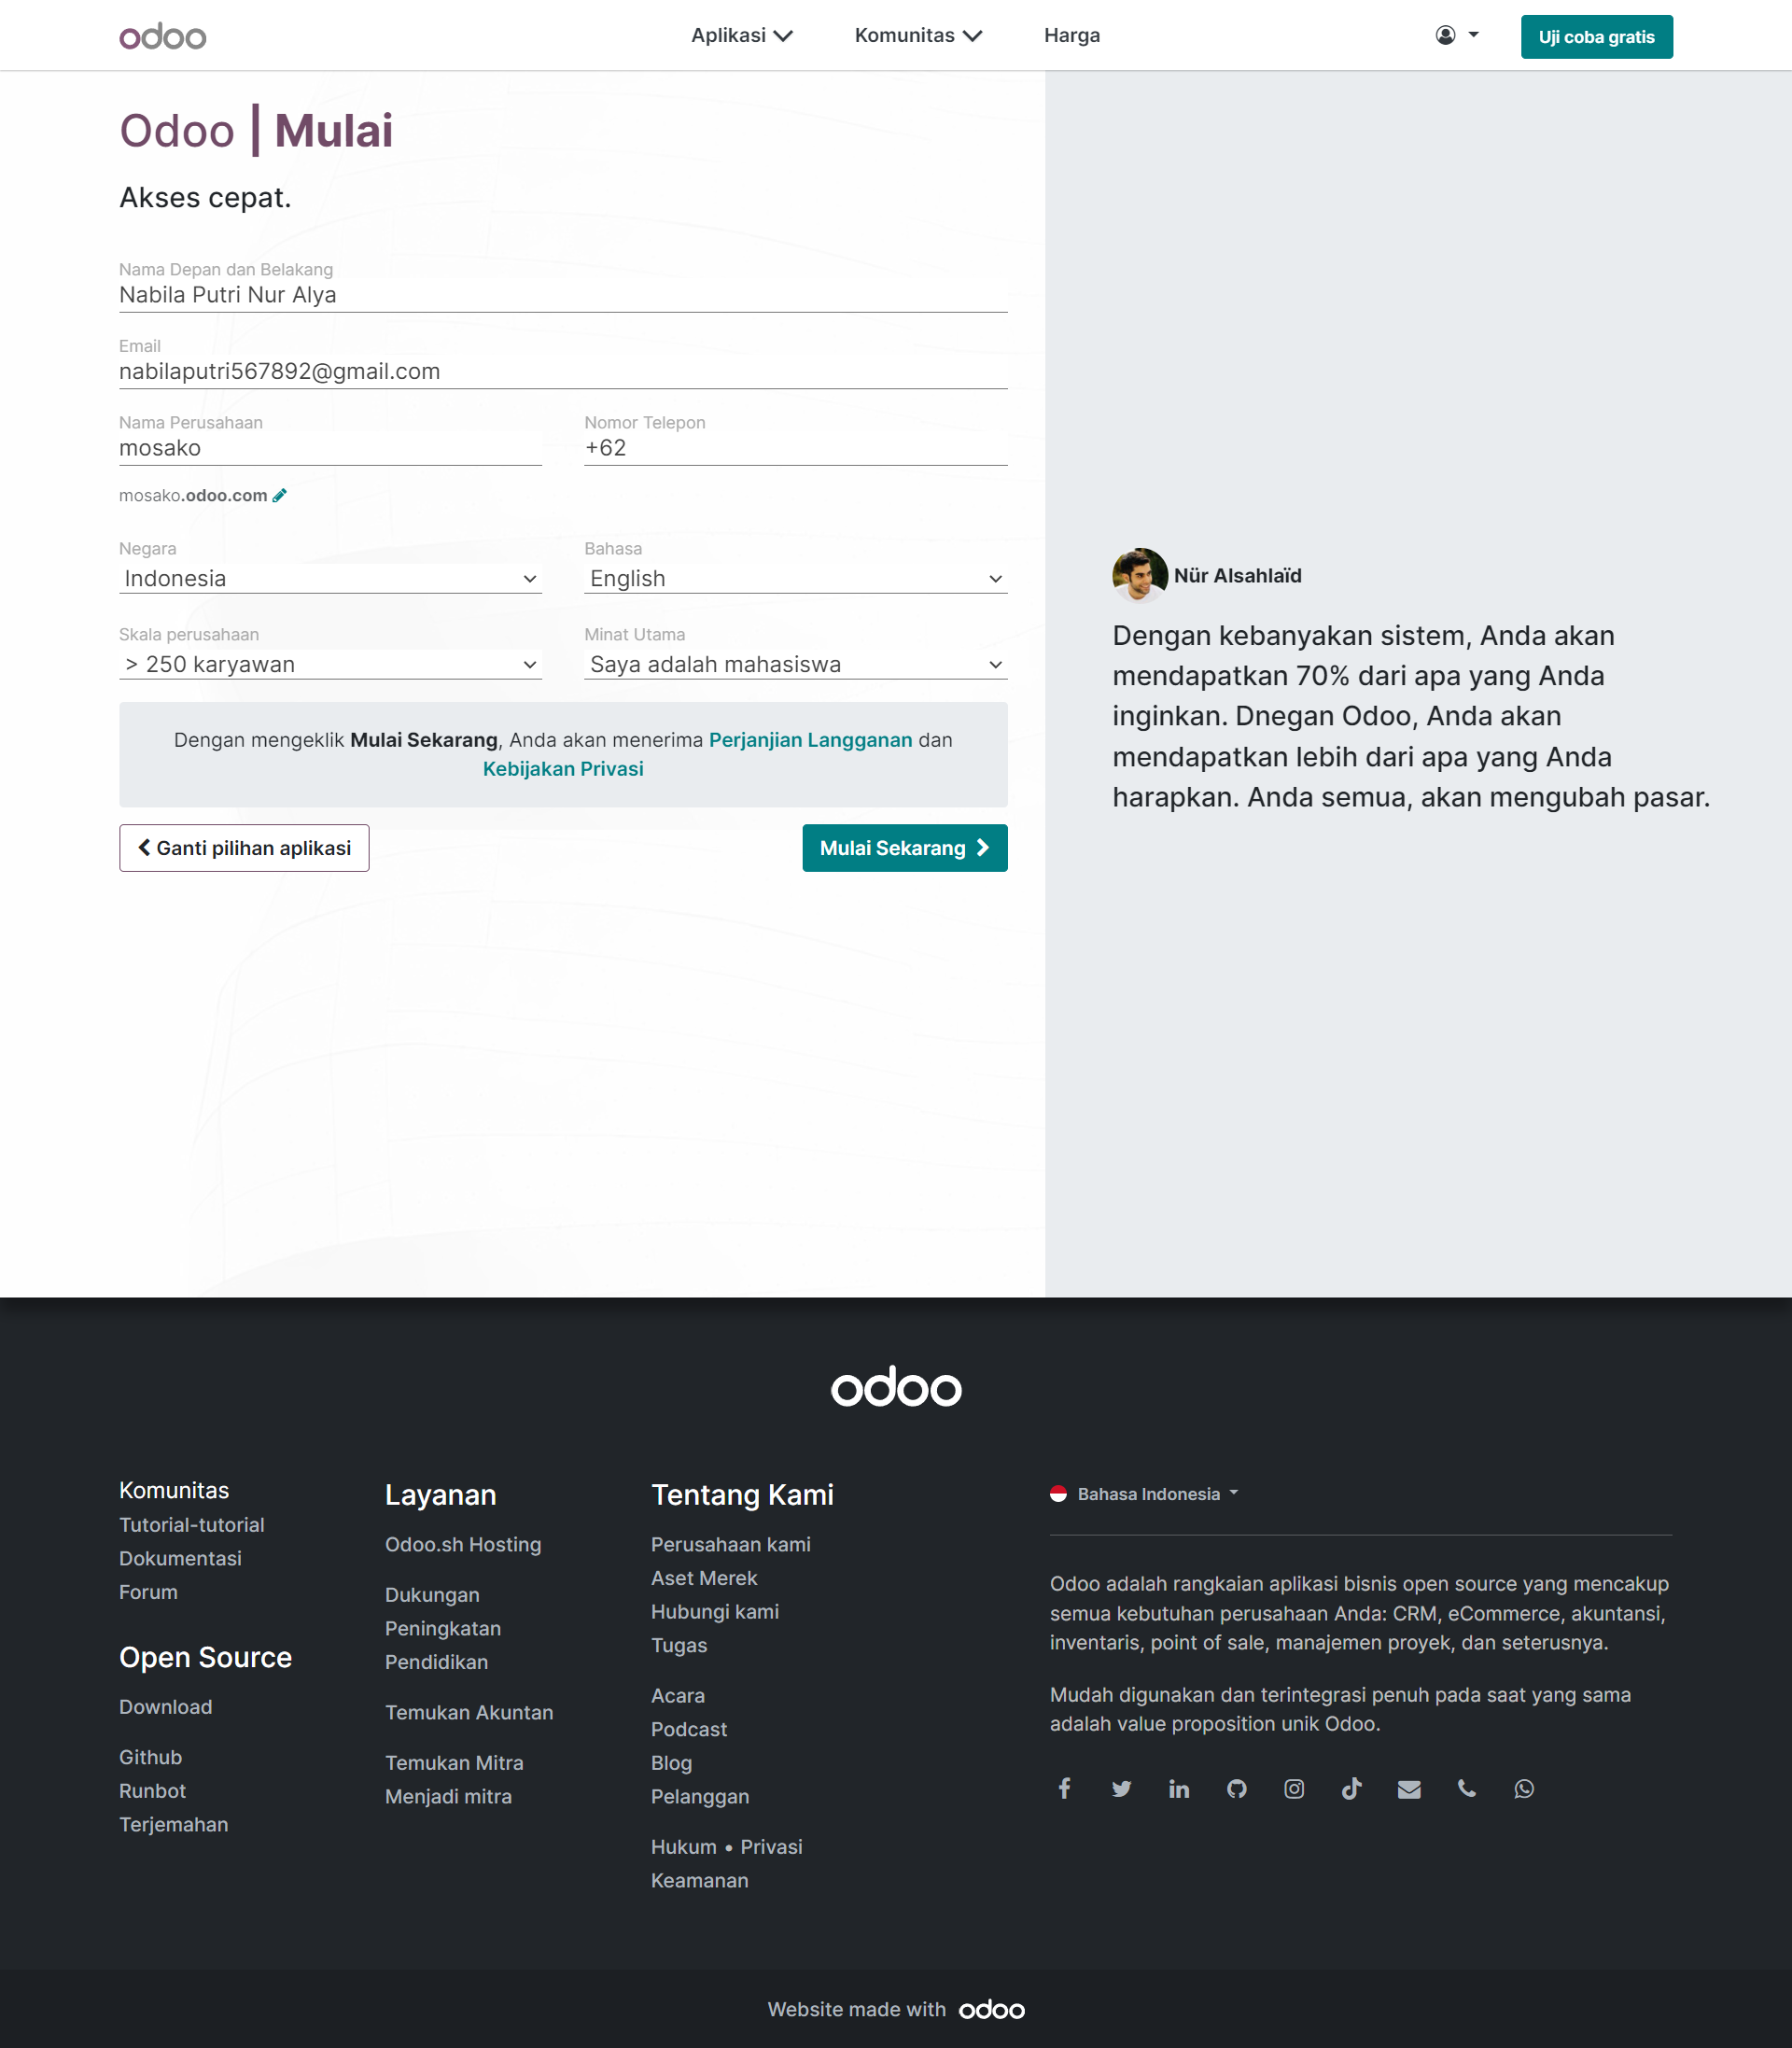 odoo
Aplikasi
Komunitas
Harga
Uji coba gratis
Odoo | Mulai
Akses cepat.
Nama Depan dan Belakang
Nabila Putri Nur Alya
Email
nabilaputri567892@gmail.com
Nama Perusahaan
mosako
Nomor Telepon
+62
mosako.odoo.com
Negara
Indonesia
Bahasa
English
Skala perusahaan
> 250 karyawan
Minat Utama
Saya adalah mahasiswa
Dengan mengeklik Mulai Sekarang, Anda akan menerima Perjanjian Langganan dan
Kebijakan Privasi
Ganti pilihan aplikasi
Mulai Sekarang
Nür Alsahlaïd
Dengan kebanyakan sistem, Anda akan
mendapatkan 70% dari apa yang Anda
inginkan. Dnegan Odoo, Anda akan
mendapatkan lebih dari apa yang Anda
harapkan. Anda semua, akan mengubah pasar.
odoo
Komunitas
Tutorial-tutorial
Dokumentasi
Forum
Open Source
Download
Github
Runbot
Terjemahan
Layanan
Odoo.sh Hosting
Dukungan
Peningkatan
Pendidikan
Temukan Akuntan
Temukan Mitra
Menjadi mitra
Tentang Kami
Perusahaan kami
Aset Merek
Hubungi kami
Tugas
Acara
Podcast
Blog
Pelanggan
Hukum • Privasi
Keamanan
Bahasa Indonesia
Odoo adalah rangkaian aplikasi bisnis open source yang mencakup
semua kebutuhan perusahaan Anda: CRM, eCommerce, akuntansi,
inventaris, point of sale, manajemen proyek, dan seterusnya.
Mudah digunakan dan terintegrasi penuh pada saat yang sama
adalah value proposition unik Odoo.
Website made with odoo